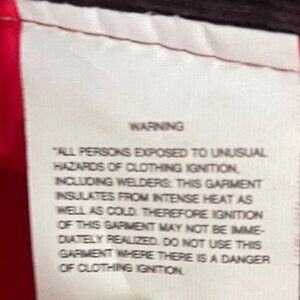 WARNING
"ALL PERSONS EXPOSED TO UNUSUAL
HAZARDS OF CLOTHING IGNITION,
INCLUDING WELDERS: THIS GARMENT
INSULATES FROM INTENSE HEAT AS
WELL AS COLD. THEREFORE IGNITION
OF THIS GARMENT MAY NOT BE IMME-
DIATELY REALIZED. DO NOT USE THIS
GARMENT WHERE THERE IS A DANGER
OF CLOTHING IGNITION.